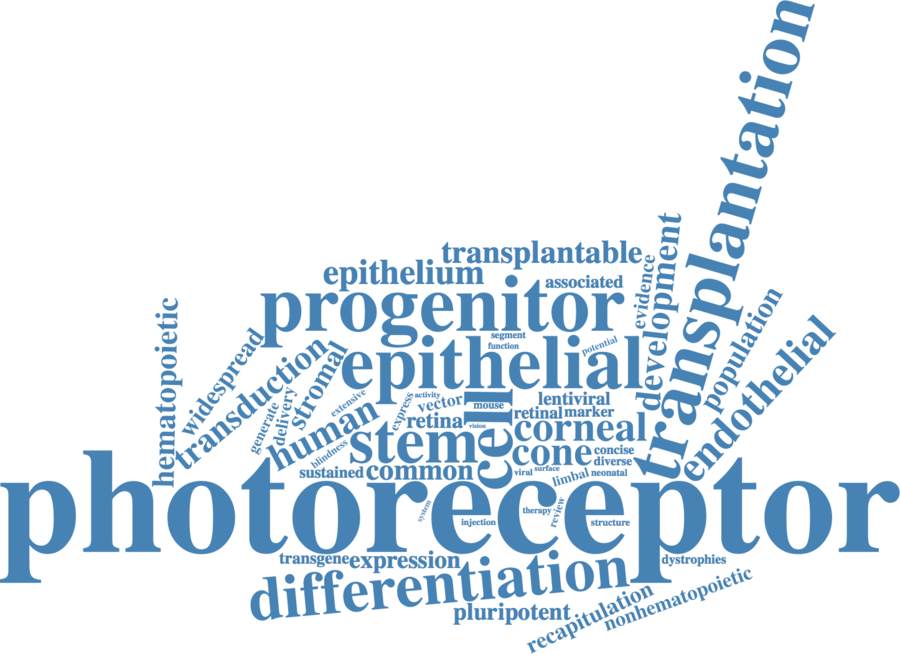 transplantation
transplantable
development
epithelium
associated
evidence
progenitor
hematopoietic
widespread
segment
function
potential
population
endothelial
transduction
stromal
epithelial
generate
delivery
extensive
human
blindness
express
activity
vector
mouse
cell
lentiviral
retinal
marker
retina
vision
stem
corneal
cone
concise
diverse
sustained
common
viral
surface
limbal
neonatal
photoreceptor
system
injection
therapy
review
structure
transgene
expression
dystrophies
differentiation
pluripotent
recapitulation
nonhematopoietic